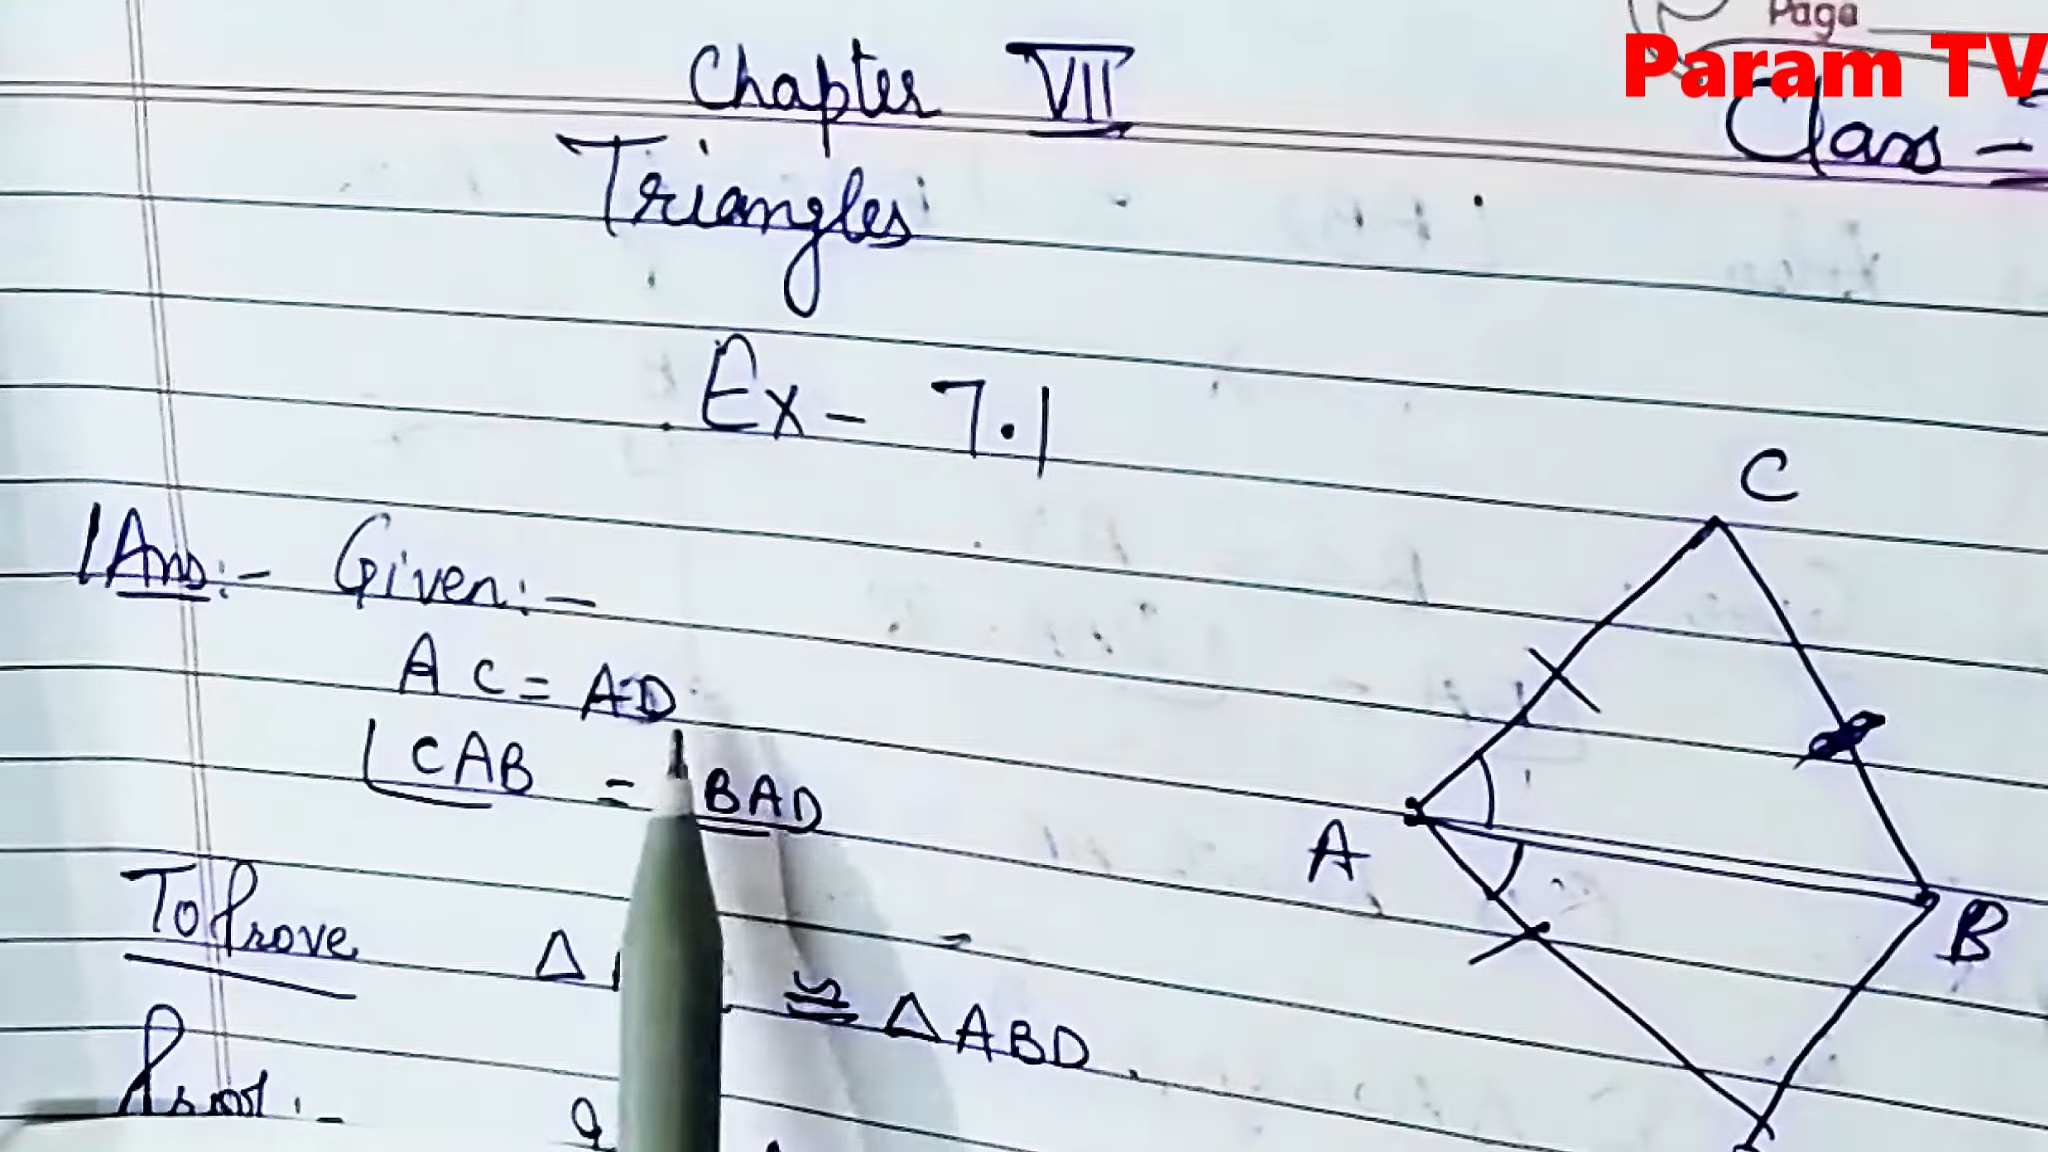 Page
Param TV
Chapter VII
Class -
Triangles
Ex - 7.1
C
1 Ans:- Given:-
AC = AD
∠CAB = BAD
A
B
To Prove Δ ≅ Δ ABD.
Proof:-